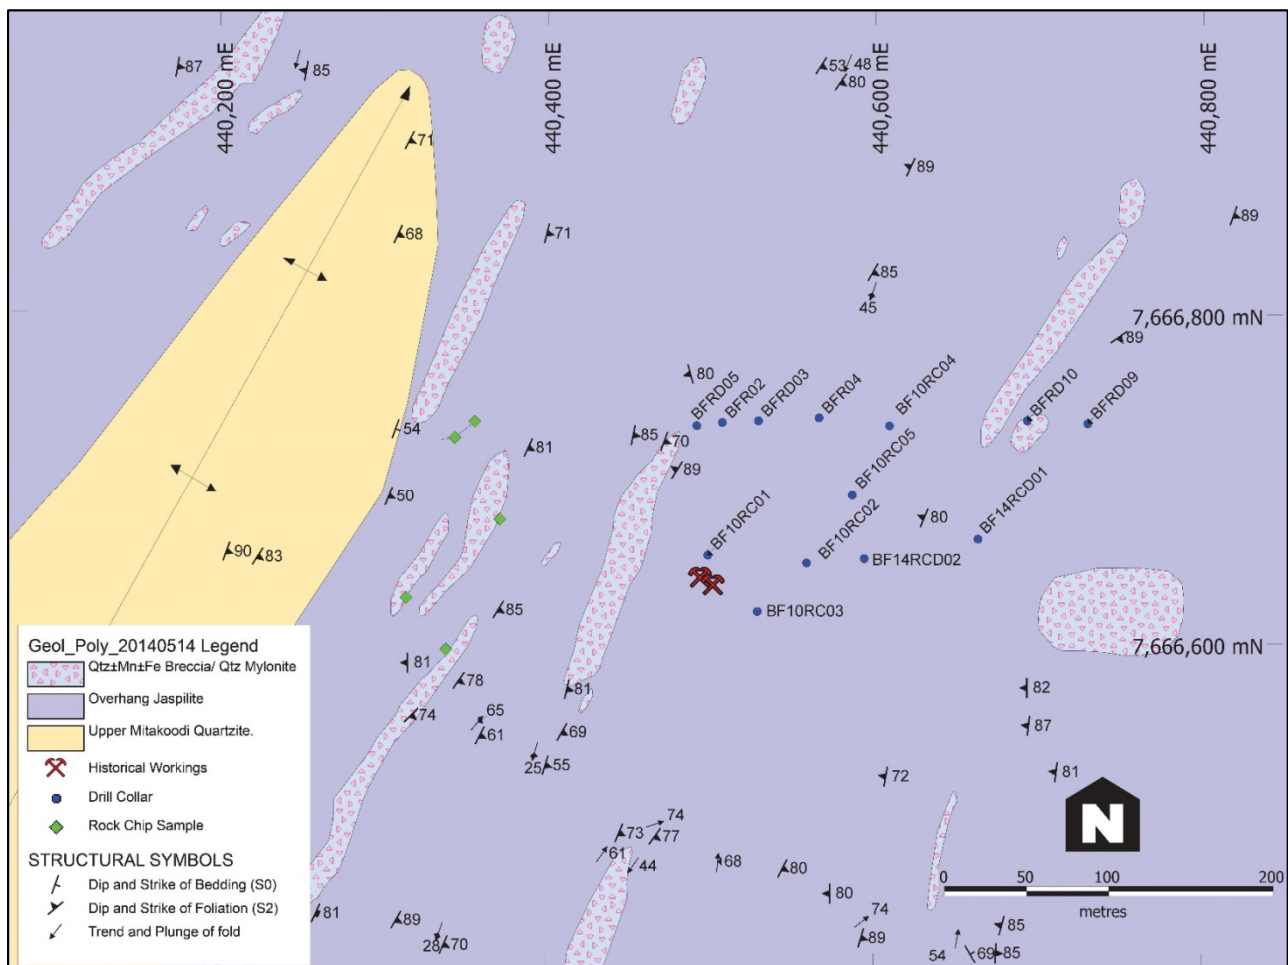 440,200 mE
440,400 mE
440,600 mE
440,800 mE
87
85
53
48
80
71
89
68
71
89
85
45
7,666,800 mN
89
80
BFRD05
BFR02
BFRD03
BFR04
BF10RC04
BFRD10
BFRD09
54
81
85
70
89
50
BF10RC05
80
BF14RCD01
90
83
BF10RC01
BF10RC02
BF14RCD02
85
BF10RC03
7,666,600 mN
81
78
81
82
74
65
61
69
87
25
55
72
81
73
74
77
61
44
68
80
80
74
81
89
28
70
89
54
69
85
85
Geol_Poly_20140514 Legend
Qtz±Mn±Fe Breccia/ Qtz Mylonite
Overhang Jaspilite
Upper Mitakoodi Quartzite.
Historical Workings
Drill Collar
Rock Chip Sample
STRUCTURAL SYMBOLS
Dip and Strike of Bedding (S0)
Dip and Strike of Foliation (S2)
Trend and Plunge of fold
N
0 50 100 200
metres